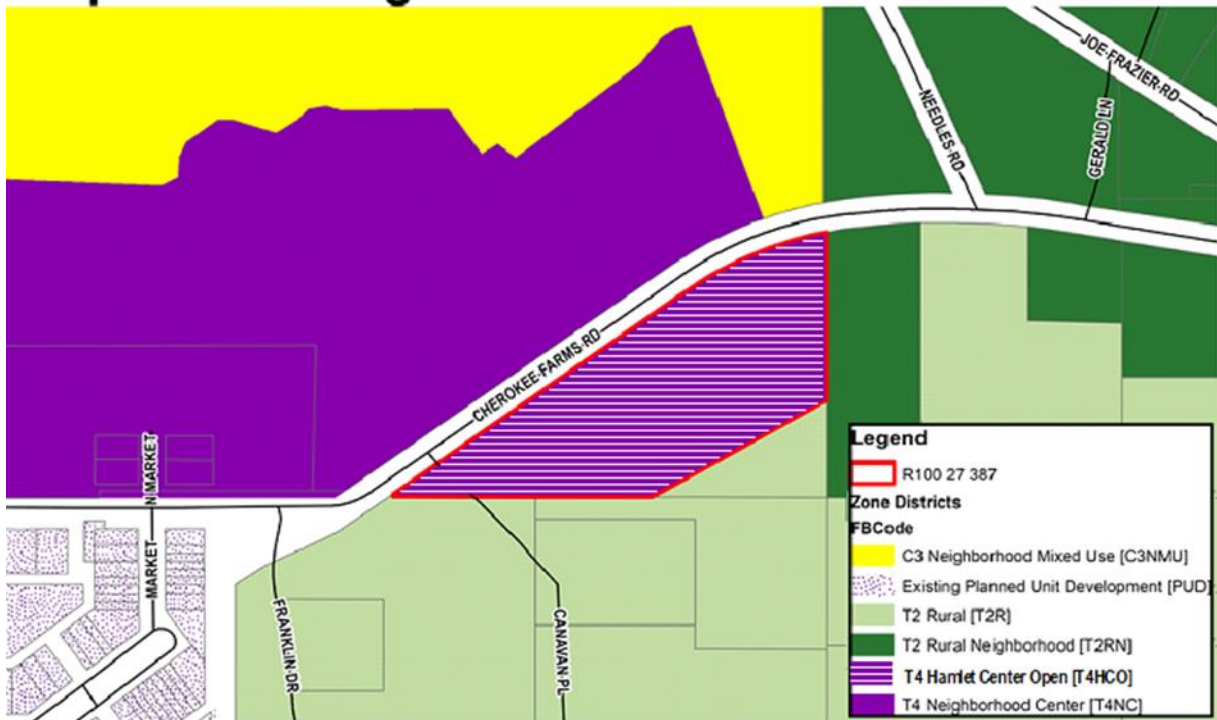 JOE-FRAZIER-RD
NEEDLES-RD
GERALD LN
CHEROKEE-FARMS-RD
N MARKET
MARKET
FRANKLIN-DR
CANAVAN-PL
Legend
R100 27 387
Zone Districts
FBCode
C3 Neighborhood Mixed Use [C3NMU]
Existing Planned Unit Development [PUD]
T2 Rural [T2R]
T2 Rural Neighborhood [T2RN]
T4 Hamlet Center Open [T4HCO]
T4 Neighborhood Center [T4NC]